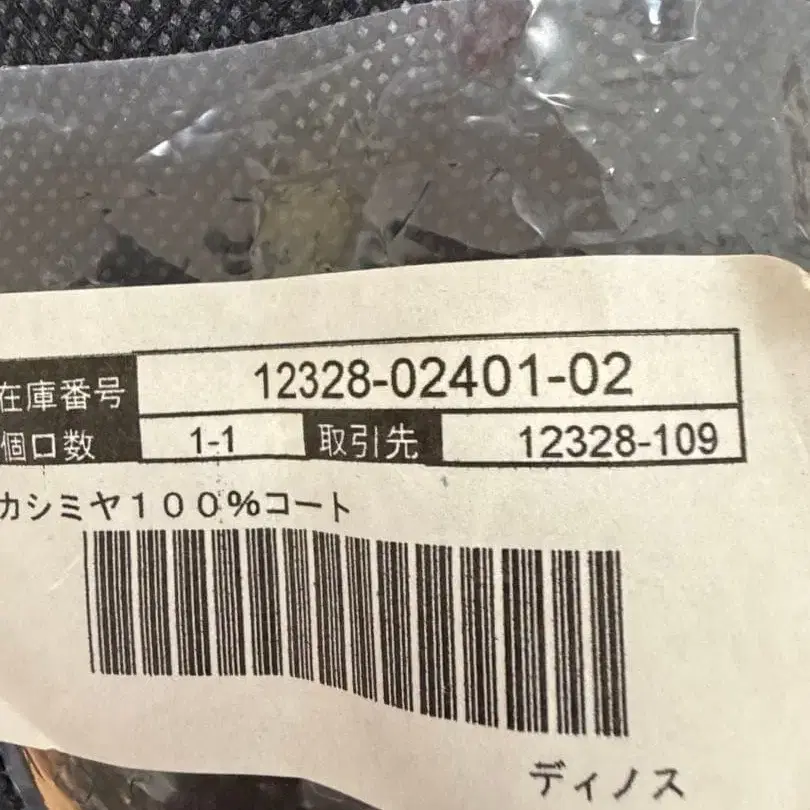 在庫番号 12328-02401-02
個口数 1-1 取引先 12328-109
カシミヤ１００％コート
ディノス